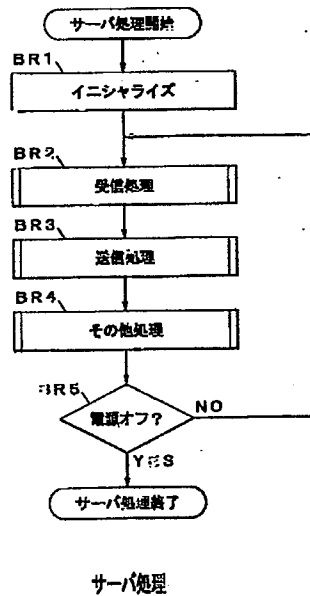 サーバ処理開始
BR1
イニシャライズ
BR2
受信処理
BR3
送信処理
BR4
その他処理
BR5
電源オフ?
NO
YES
サーバ処理終了
サーバ処理